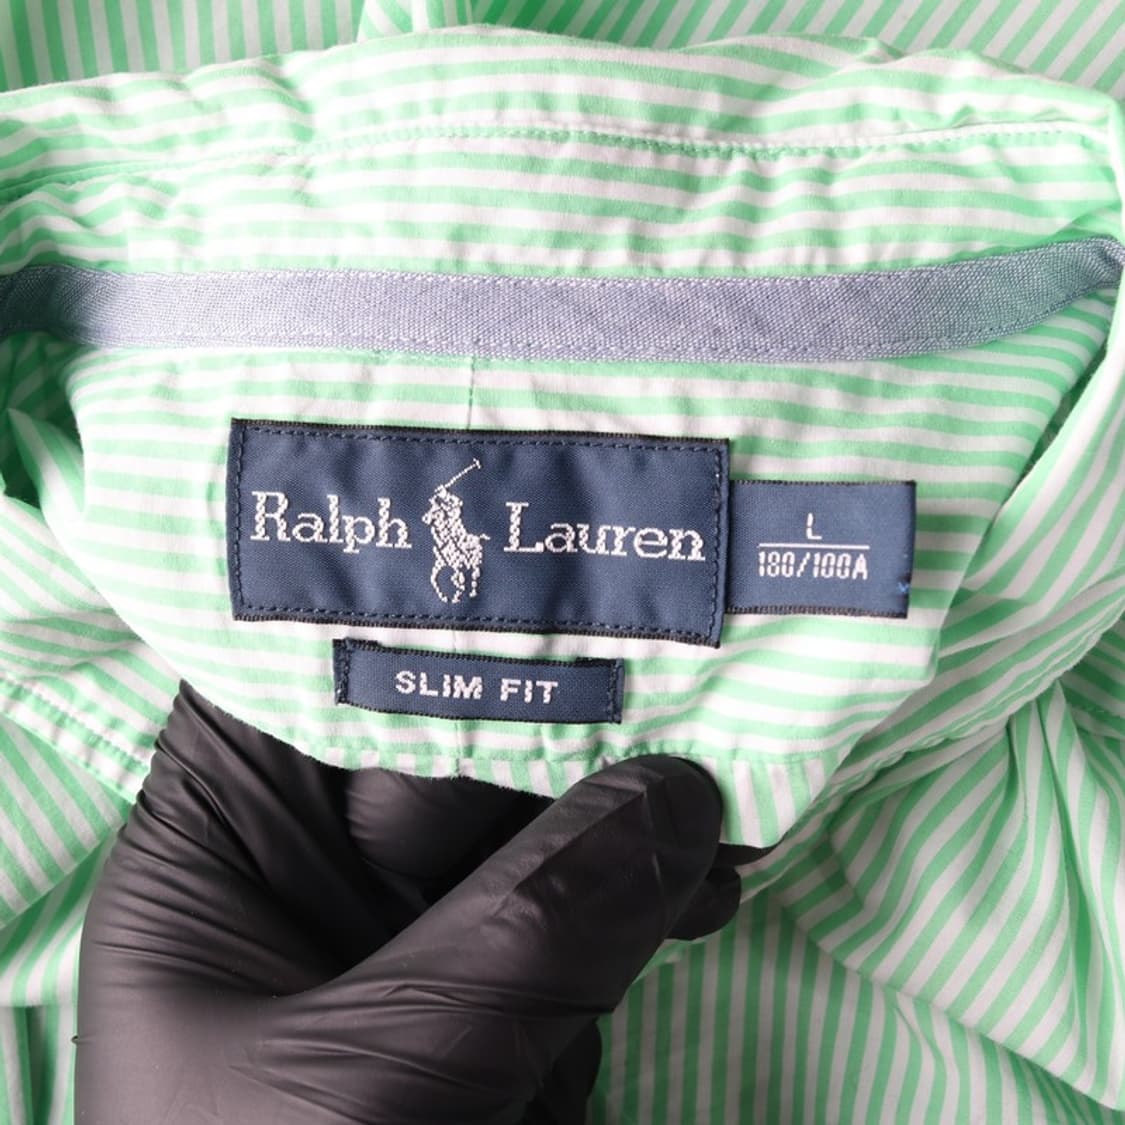 Ralph Lauren
L
180/100A
SLIM FIT